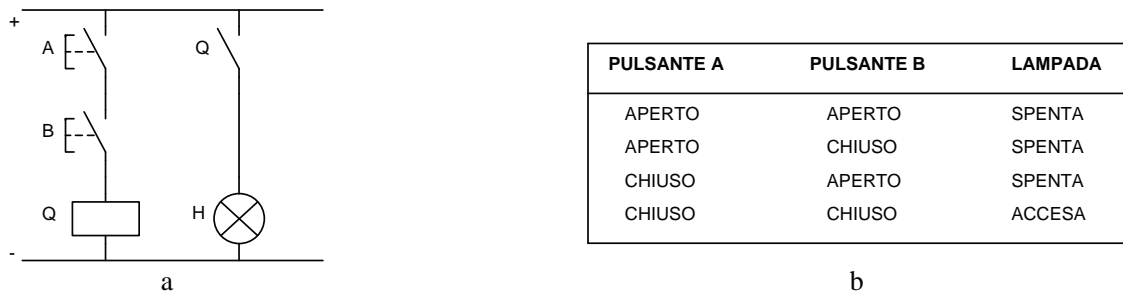 +
A
Q
B
Q
H
-
a
PULSANTE A PULSANTE B LAMPADA
APERTO APERTO SPENTA
APERTO CHIUSO SPENTA
CHIUSO APERTO SPENTA
CHIUSO CHIUSO ACCESA
b